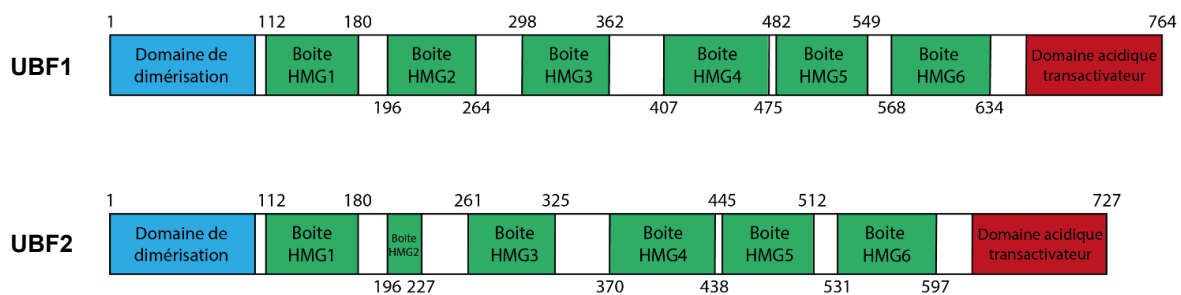 1 112 180 298 362 482 549 764
UBF1
Domaine de
dimérisation
Boite
HMG1
Boite
HMG2
Boite
HMG3
Boite
HMG4
Boite
HMG5
Boite
HMG6
Domaine acidique
transactivateur
196 264 407 475 568 634
1 112 180 261 325 445 512 727
UBF2
Domaine de
dimérisation
Boite
HMG1
Boite
HMG2
Boite
HMG3
Boite
HMG4
Boite
HMG5
Boite
HMG6
Domaine acidique
transactivateur
196 227 370 438 531 597